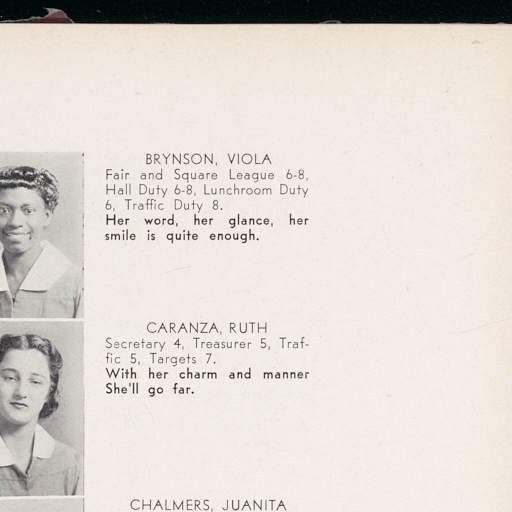 BRYNSON, VIOLA
Fair and Square League 6-8,
Hall Duty 6-8, Lunchroom Duty
6, Traffic Duty 8.
Her word, her glance, her
smile is quite enough.
CARANZA, RUTH
Secretary 4, Treasurer 5, Traf-
fic 5, Targets 7.
With her charm and manner
She'll go far.
CHALMERS, JUANITA